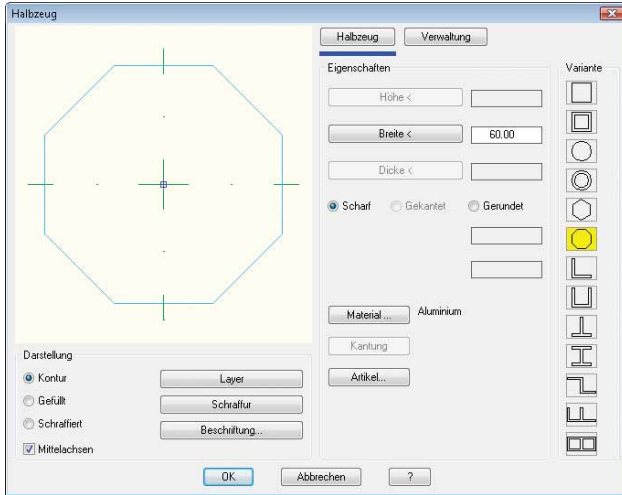 Halbzeug
Halbzeug
Verwaltung
Eigenschaften
Variante
Höhe <
Breite <
60.00
Dicke <
Scharf
Gekantet
Gerundet
Material ...
Aluminium
Kantung
Artikel...
Darstellung
Kontur
Layer
Gefüllt
Schraffur
Schraffiert
Beschriftung...
Mittelachsen
OK
Abbrechen
?